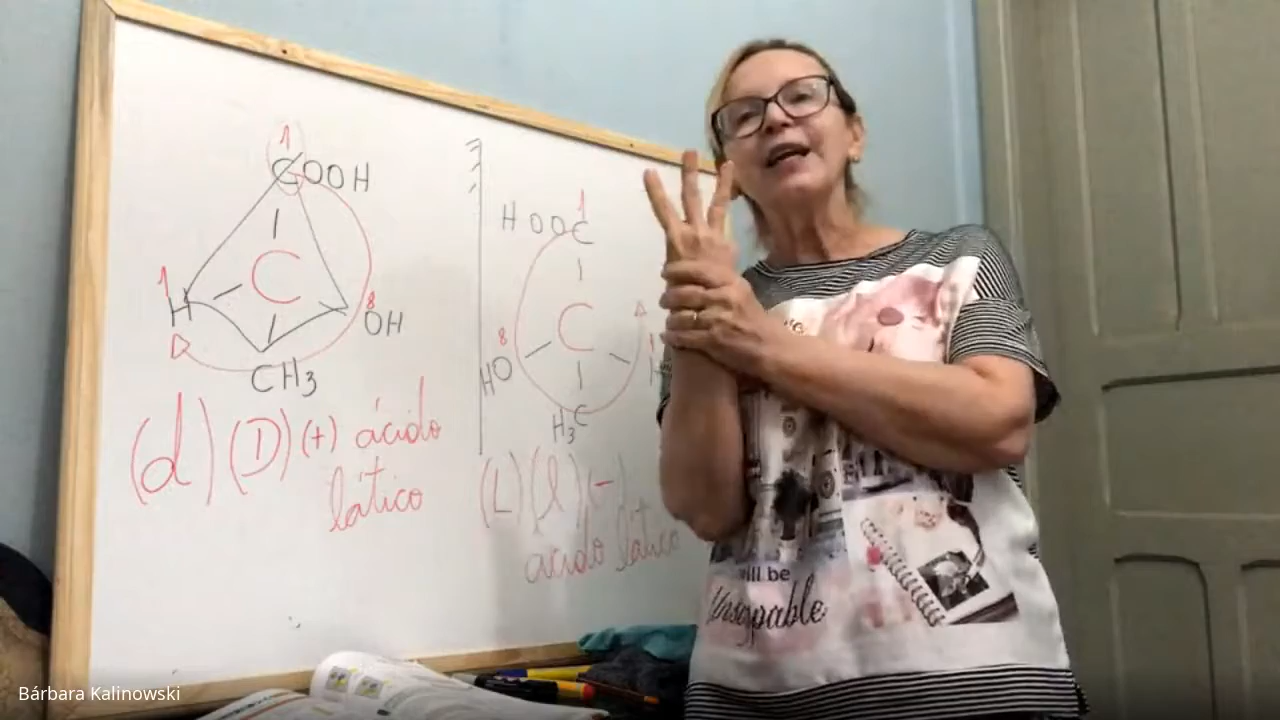 1
COOH
C
1
H
8
OH
CH3
(d) (D) (+) ácido
lático
1
HOOC
C
8
HO
H3C
(L) (l) (-
ácido lático
will be
Unstoppable
Bárbara Kalinowski